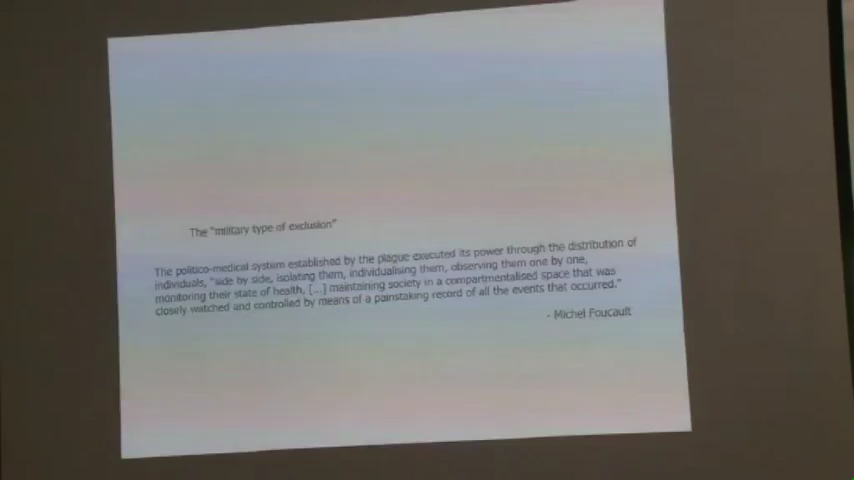 The "military type of exclusion"
The politico-medical system established by the plague executed its power through the distribution of
individuals, "side by side, isolating them, individualising them, observing them one by one,
monitoring their state of health, [...] maintaining society in a compartmentalised space that was
closely watched and controlled by means of a painstaking record of all the events that occurred."
- Michel Foucault